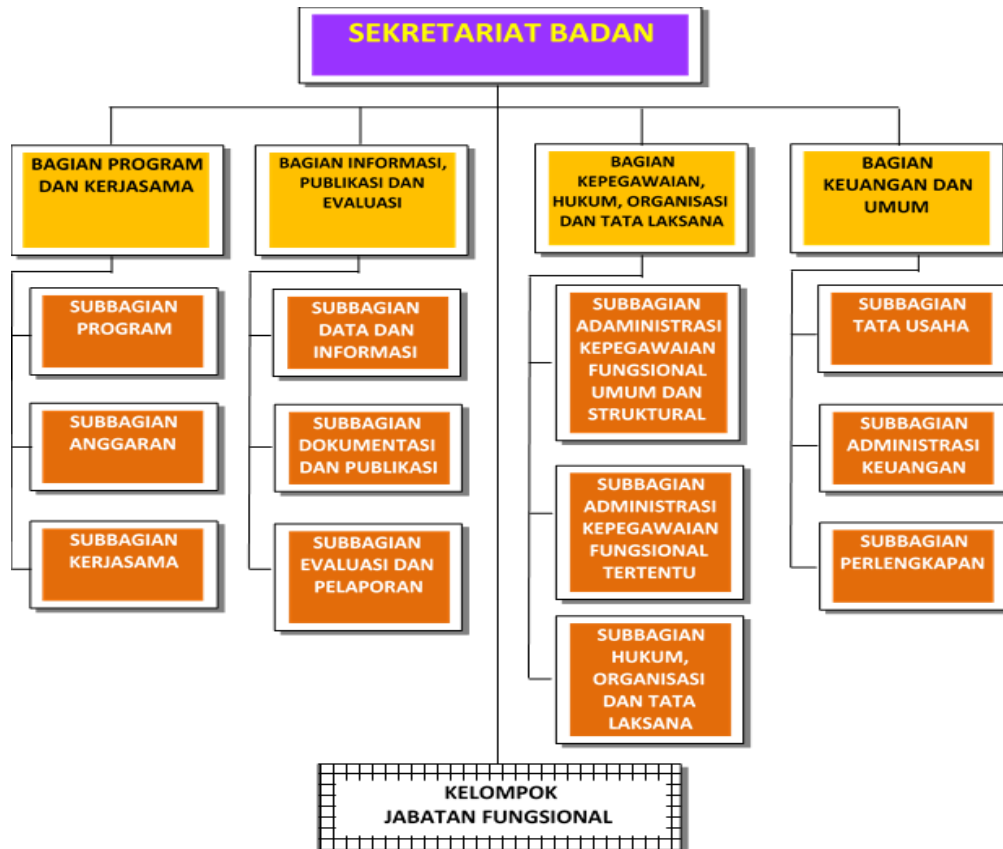 SEKRETARIAT BADAN
BAGIAN PROGRAM
DAN KERJASAMA
BAGIAN INFORMASI,
PUBLIKASI DAN
EVALUASI
BAGIAN
KEPEGAWAIAN,
HUKUM, ORGANISASI
DAN TATA LAKSANA
BAGIAN
KEUANGAN DAN
UMUM
SUBBAGIAN
PROGRAM
SUBBAGIAN
ANGGARAN
SUBBAGIAN
KERJASAMA
SUBBAGIAN
DATA DAN
INFORMASI
SUBBAGIAN
DOKUMENTASI
DAN PUBLIKASI
SUBBAGIAN
EVALUASI DAN
PELAPORAN
SUBBAGIAN
ADAMINISTRASI
KEPEGAWAIAN
FUNGSIONAL
UMUM DAN
STRUKTURAL
SUBBAGIAN
ADMINISTRASI
KEPEGAWAIAN
FUNGSIONAL
TERTENTU
SUBBAGIAN
HUKUM,
ORGANISASI
DAN TATA
LAKSANA
SUBBAGIAN
TATA USAHA
SUBBAGIAN
ADMINISTRASI
KEUANGAN
SUBBAGIAN
PERLENGKAPAN
KELOMPOK
JABATAN FUNGSIONAL